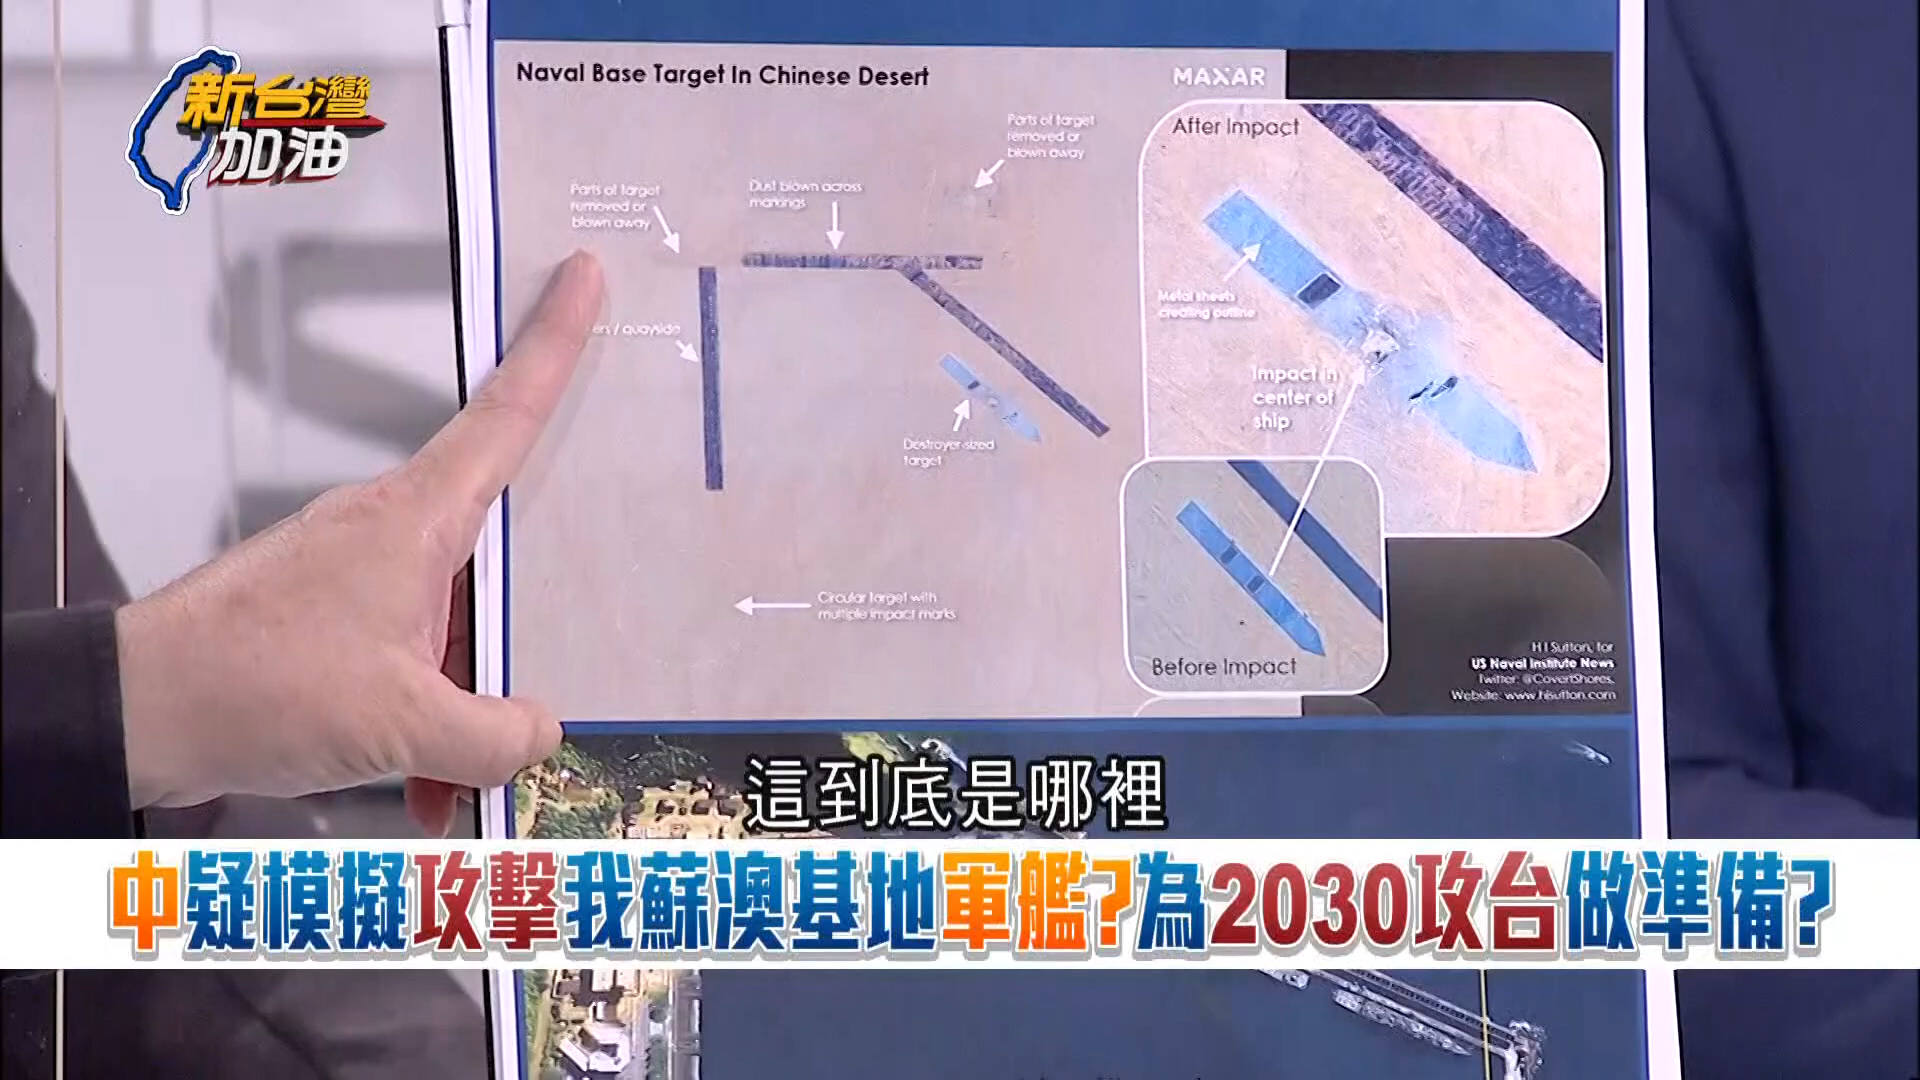 新台灣
加油
Naval Base Target In Chinese Desert
MAXAR
Parts of target
removed or
blown away
After Impact
Parts of target
removed or
blown away
Dust blown across
markings
ers / quayside
Metal sheets
creating outline
Impact in
center of
ship
Destroyer-sized
target
Circular target with
multiple impact marks
Before Impact
H I Sutton, for
US Naval Institute News
Twitter: @CovertShores,
Website: www.hisutton.com
這到底是哪裡
中疑模擬攻擊我蘇澳基地軍艦?為2030攻台做準備?